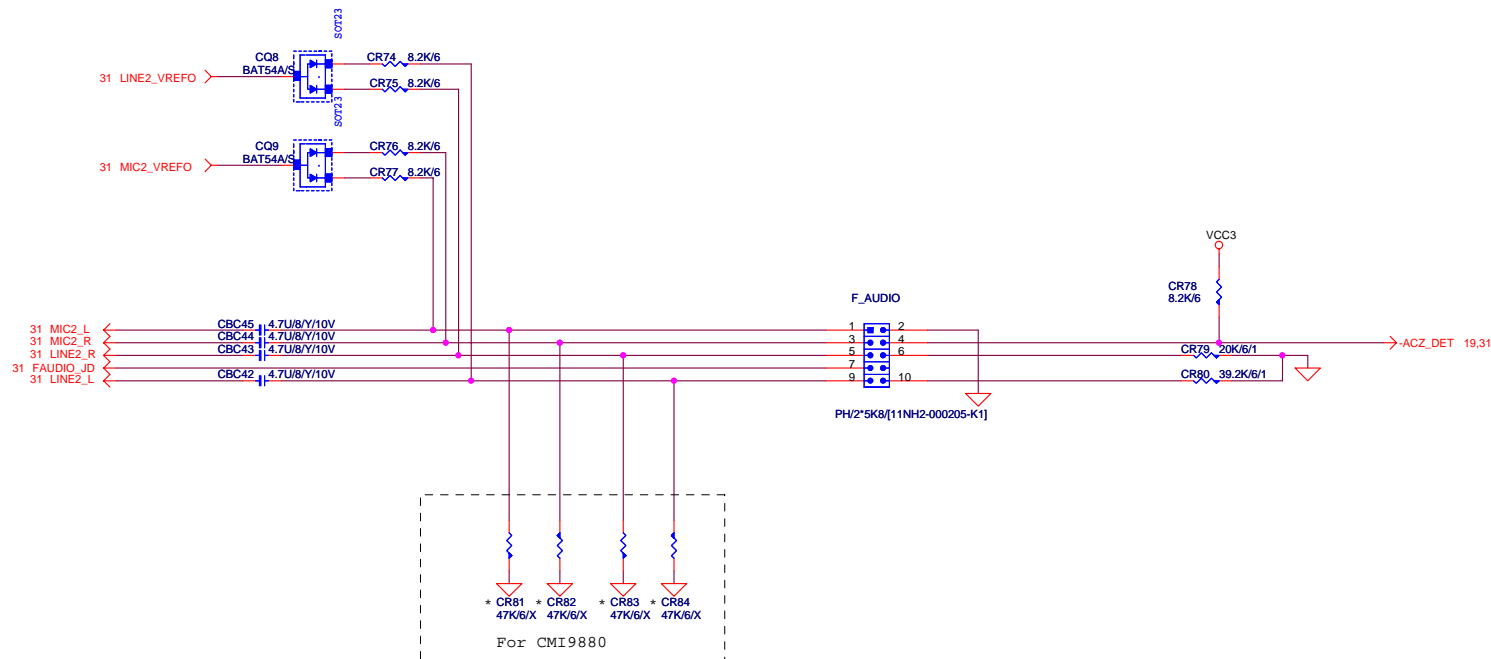 SOT23
CQ8
BAT54A/S
31 LINE2_VREFO
CR74 8.2K/6
CR75 8.2K/6
SOT23
CQ9
BAT54A/S
31 MIC2_VREFO
CR76 8.2K/6
CR77 8.2K/6
VCC3
CR78
8.2K/6
F_AUDIO
31 MIC2_L
CBC45 4.7U/8/Y/10V
1 2
31 MIC2_R
CBC44 4.7U/8/Y/10V
3 4
-ACZ_DET 19,31
31 LINE2_R
CBC43 4.7U/8/Y/10V
5 6
CR79 20K/6/1
31 FAUDIO_JD
7
31 LINE2_L
CBC42 4.7U/8/Y/10V
9 10
CR80 39.2K/6/1
PH/2*5K8/[11NH2-000205-K1]
* CR81
47K/6/X
* CR82
47K/6/X
* CR83
47K/6/X
* CR84
47K/6/X
For CMI9880